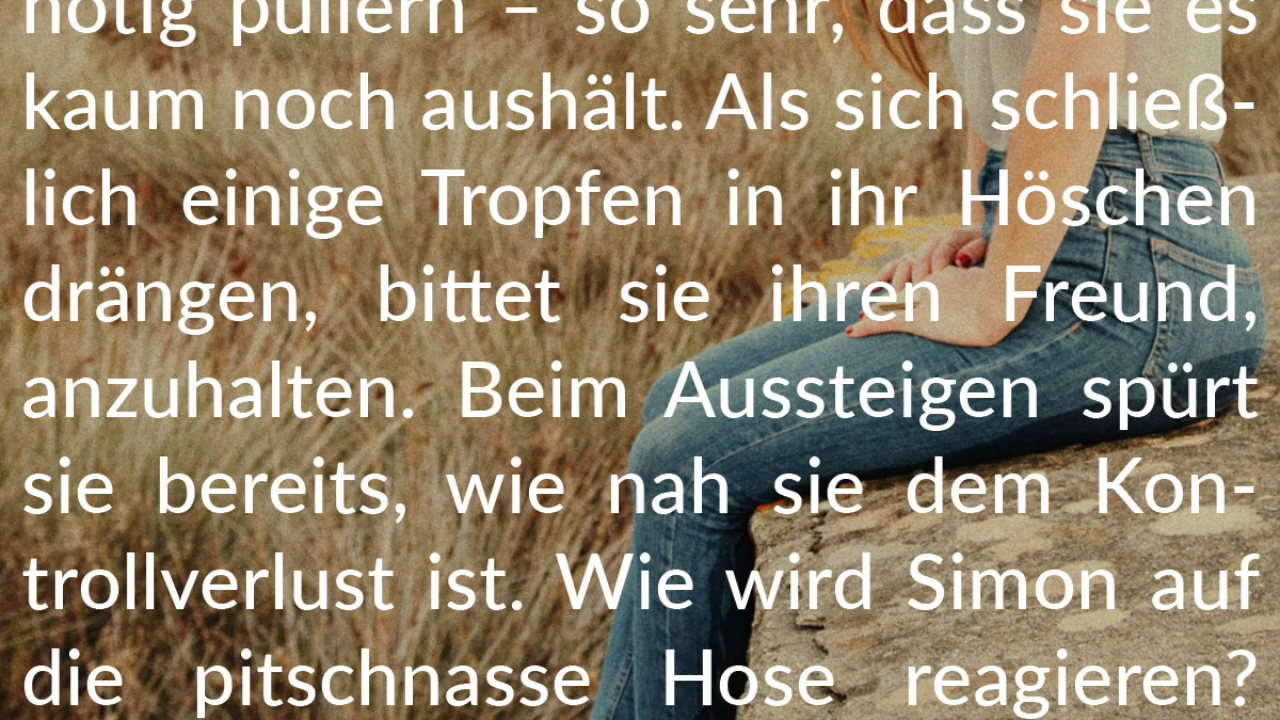 nötig pullern – so sehr, dass sie es
kaum noch aushält. Als sich schließ-
lich einige Tropfen in ihr Höschen
drängen, bittet sie ihren Freund,
anzuhalten. Beim Aussteigen spürt
sie bereits, wie nah sie dem Kon-
trollverlust ist. Wie wird Simon auf
die pitschnasse Hose reagieren?